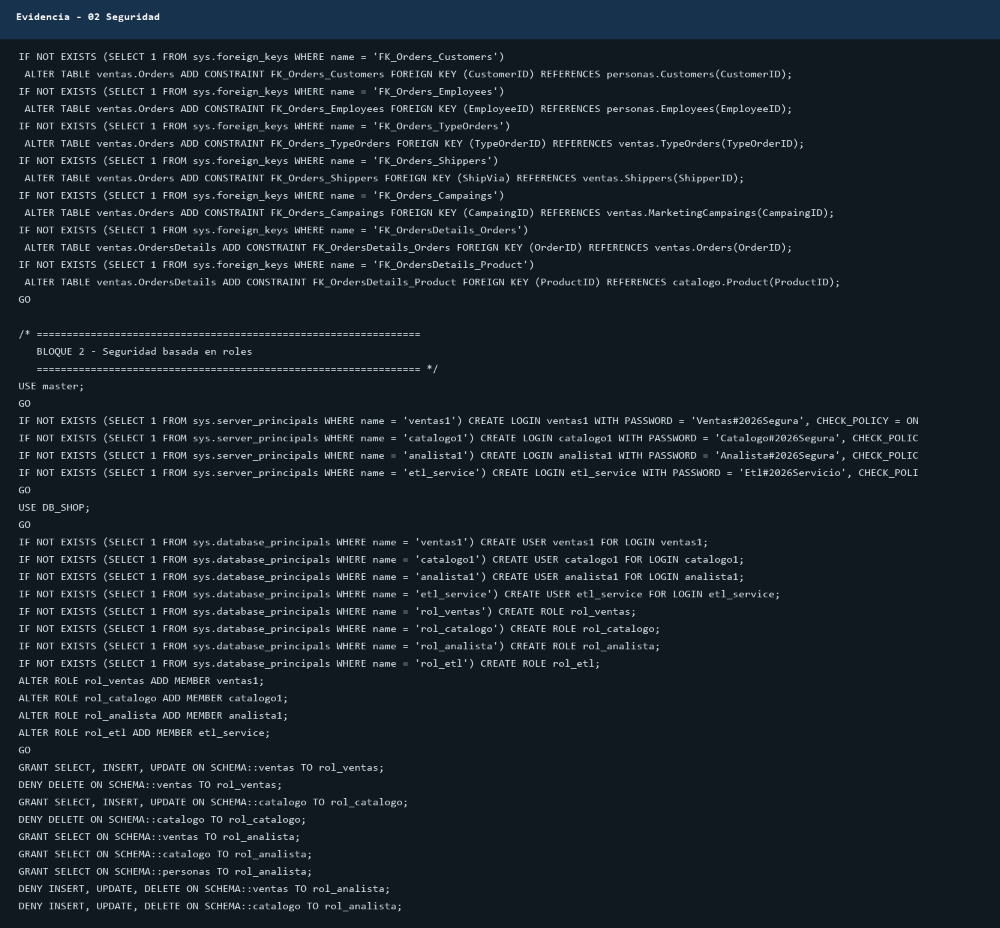 Evidencia - 02 Seguridad
IF NOT EXISTS (SELECT 1 FROM sys.foreign_keys WHERE name = 'FK_Orders_Customers')
 ALTER TABLE ventas.Orders ADD CONSTRAINT FK_Orders_Customers FOREIGN KEY (CustomerID) REFERENCES personas.Customers(CustomerID);
IF NOT EXISTS (SELECT 1 FROM sys.foreign_keys WHERE name = 'FK_Orders_Employees')
 ALTER TABLE ventas.Orders ADD CONSTRAINT FK_Orders_Employees FOREIGN KEY (EmployeeID) REFERENCES personas.Employees(EmployeeID);
IF NOT EXISTS (SELECT 1 FROM sys.foreign_keys WHERE name = 'FK_Orders_TypeOrders')
 ALTER TABLE ventas.Orders ADD CONSTRAINT FK_Orders_TypeOrders FOREIGN KEY (TypeOrderID) REFERENCES ventas.TypeOrders(TypeOrderID);
IF NOT EXISTS (SELECT 1 FROM sys.foreign_keys WHERE name = 'FK_Orders_Shippers')
 ALTER TABLE ventas.Orders ADD CONSTRAINT FK_Orders_Shippers FOREIGN KEY (ShipVia) REFERENCES ventas.Shippers(ShipperID);
IF NOT EXISTS (SELECT 1 FROM sys.foreign_keys WHERE name = 'FK_Orders_Campaings')
 ALTER TABLE ventas.Orders ADD CONSTRAINT FK_Orders_Campaings FOREIGN KEY (CampaingID) REFERENCES ventas.MarketingCampaings(CampaingID);
IF NOT EXISTS (SELECT 1 FROM sys.foreign_keys WHERE name = 'FK_OrdersDetails_Orders')
 ALTER TABLE ventas.OrdersDetails ADD CONSTRAINT FK_OrdersDetails_Orders FOREIGN KEY (OrderID) REFERENCES ventas.Orders(OrderID);
IF NOT EXISTS (SELECT 1 FROM sys.foreign_keys WHERE name = 'FK_OrdersDetails_Product')
 ALTER TABLE ventas.OrdersDetails ADD CONSTRAINT FK_OrdersDetails_Product FOREIGN KEY (ProductID) REFERENCES catalogo.Product(ProductID);
GO
/* ================================================================
   BLOQUE 2 - Seguridad basada en roles
   ================================================================ */
USE master;
GO
IF NOT EXISTS (SELECT 1 FROM sys.server_principals WHERE name = 'ventas1') CREATE LOGIN ventas1 WITH PASSWORD = 'Ventas#2026Segura', CHECK_POLICY = ON
IF NOT EXISTS (SELECT 1 FROM sys.server_principals WHERE name = 'catalogo1') CREATE LOGIN catalogo1 WITH PASSWORD = 'Catalogo#2026Segura', CHECK_POLIC
IF NOT EXISTS (SELECT 1 FROM sys.server_principals WHERE name = 'analista1') CREATE LOGIN analista1 WITH PASSWORD = 'Analista#2026Segura', CHECK_POLIC
IF NOT EXISTS (SELECT 1 FROM sys.server_principals WHERE name = 'etl_service') CREATE LOGIN etl_service WITH PASSWORD = 'Etl#2026Servicio', CHECK_POLI
GO
USE DB_SHOP;
GO
IF NOT EXISTS (SELECT 1 FROM sys.database_principals WHERE name = 'ventas1') CREATE USER ventas1 FOR LOGIN ventas1;
IF NOT EXISTS (SELECT 1 FROM sys.database_principals WHERE name = 'catalogo1') CREATE USER catalogo1 FOR LOGIN catalogo1;
IF NOT EXISTS (SELECT 1 FROM sys.database_principals WHERE name = 'analista1') CREATE USER analista1 FOR LOGIN analista1;
IF NOT EXISTS (SELECT 1 FROM sys.database_principals WHERE name = 'etl_service') CREATE USER etl_service FOR LOGIN etl_service;
IF NOT EXISTS (SELECT 1 FROM sys.database_principals WHERE name = 'rol_ventas') CREATE ROLE rol_ventas;
IF NOT EXISTS (SELECT 1 FROM sys.database_principals WHERE name = 'rol_catalogo') CREATE ROLE rol_catalogo;
IF NOT EXISTS (SELECT 1 FROM sys.database_principals WHERE name = 'rol_analista') CREATE ROLE rol_analista;
IF NOT EXISTS (SELECT 1 FROM sys.database_principals WHERE name = 'rol_etl') CREATE ROLE rol_etl;
ALTER ROLE rol_ventas ADD MEMBER ventas1;
ALTER ROLE rol_catalogo ADD MEMBER catalogo1;
ALTER ROLE rol_analista ADD MEMBER analista1;
ALTER ROLE rol_etl ADD MEMBER etl_service;
GO
GRANT SELECT, INSERT, UPDATE ON SCHEMA::ventas TO rol_ventas;
DENY DELETE ON SCHEMA::ventas TO rol_ventas;
GRANT SELECT, INSERT, UPDATE ON SCHEMA::catalogo TO rol_catalogo;
DENY DELETE ON SCHEMA::catalogo TO rol_catalogo;
GRANT SELECT ON SCHEMA::ventas TO rol_analista;
GRANT SELECT ON SCHEMA::catalogo TO rol_analista;
GRANT SELECT ON SCHEMA::personas TO rol_analista;
DENY INSERT, UPDATE, DELETE ON SCHEMA::ventas TO rol_analista;
DENY INSERT, UPDATE, DELETE ON SCHEMA::catalogo TO rol_analista;